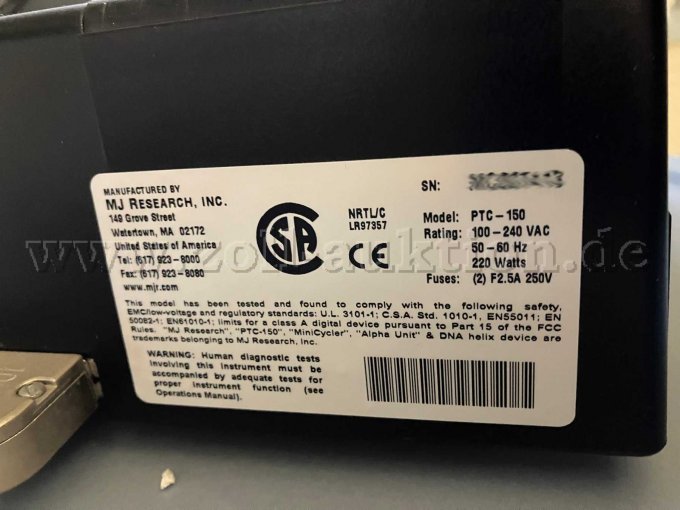 MANUFACTURED BY
MJ RESEARCH, INC.
149 Grove Street
Watertown, MA 02172
United States of America
Tel: (617) 923-8000
Fax: (617) 923-8080
www.mjr.com
CSA
NRTL/C
LR97357
CE
SN:
Model: PTC-150
Rating: 100-240 VAC
50-60 Hz
220 Watts
Fuses: (2) F2.5A 250V
This model has been tested and found to comply with the following safety,
EMC/low-voltage and regulatory standards: U.L. 3101-1; C.S.A. Std. 1010-1, EN55011; EN
50082-1; EN61010-1; limits for a class A digital device pursuant to Part 15 of the FCC
Rules. "MJ Research", "PTC-150", "MiniCycler", "Alpha Unit" & DNA helix device are
trademarks belonging to MJ Research, Inc.
WARNING: Human diagnostic tests
involving this instrument must be
accompanied by adequate tests for
proper instrument function (see
Operations Manual).
www.zoll-auktion.de